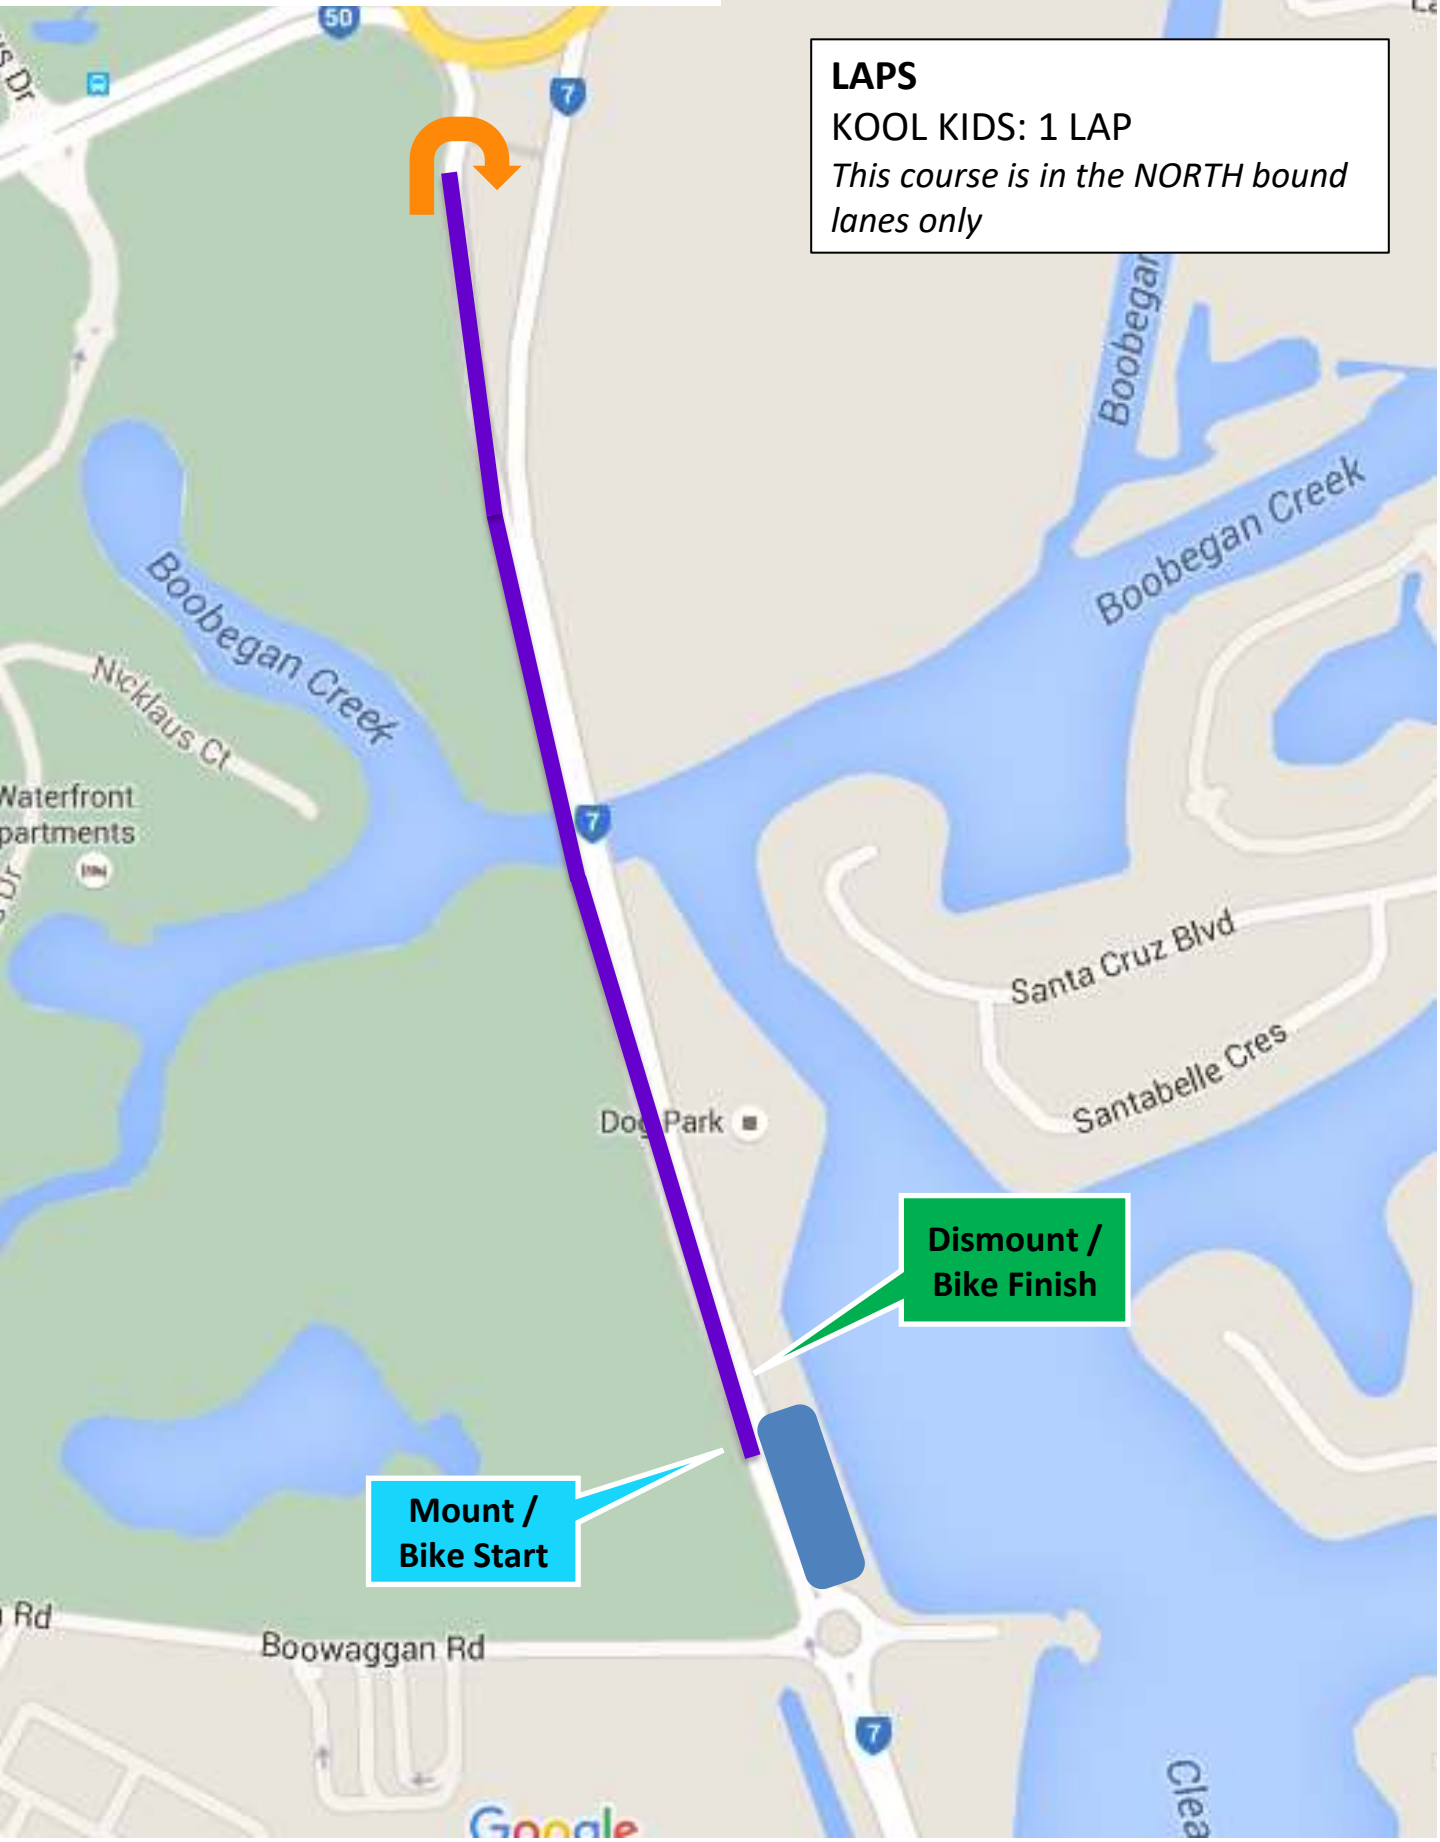 50
7
LAPS
KOOL KIDS: 1 LAP
This course is in the NORTH bound
lanes only
Boobegan
Boobegan Creek
Boobegan Creek
Nicklaus Ct
Waterfront
partments
Dr
7
Santa Cruz Blvd
Santabelle Cres
Dog Park
Dismount /
Bike Finish
Mount /
Bike Start
Rd
Boowaggan Rd
7
Google
Clea